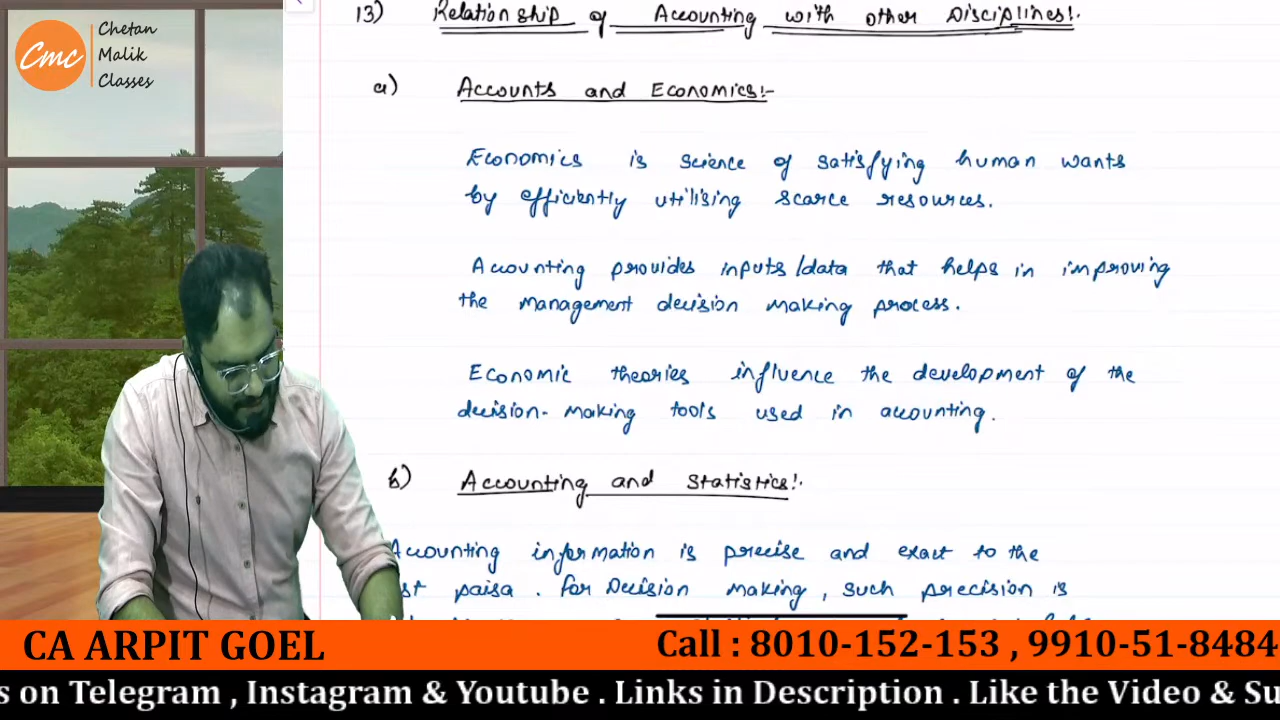 cmc
Chetan
Malik
Classes
13) Relationship of Accounting with other Disciplines!.
a) Accounts and Economics:-
Economics is science of satisfying human wants
by efficiently utilising scarce resources.
Accounting provides inputs/data that helps in improving
the management decision making process.
Economic theories influence the development of the
decision-making tools used in accounting.
b) Accounting and Statistics!.
Accounting information is precise and exact to the
st paisa. For Decision making, such precision is
CA ARPIT GOEL
Call : 8010-152-153 , 9910-51-8484
s on Telegram , Instagram & Youtube . Links in Description . Like the Video & Su